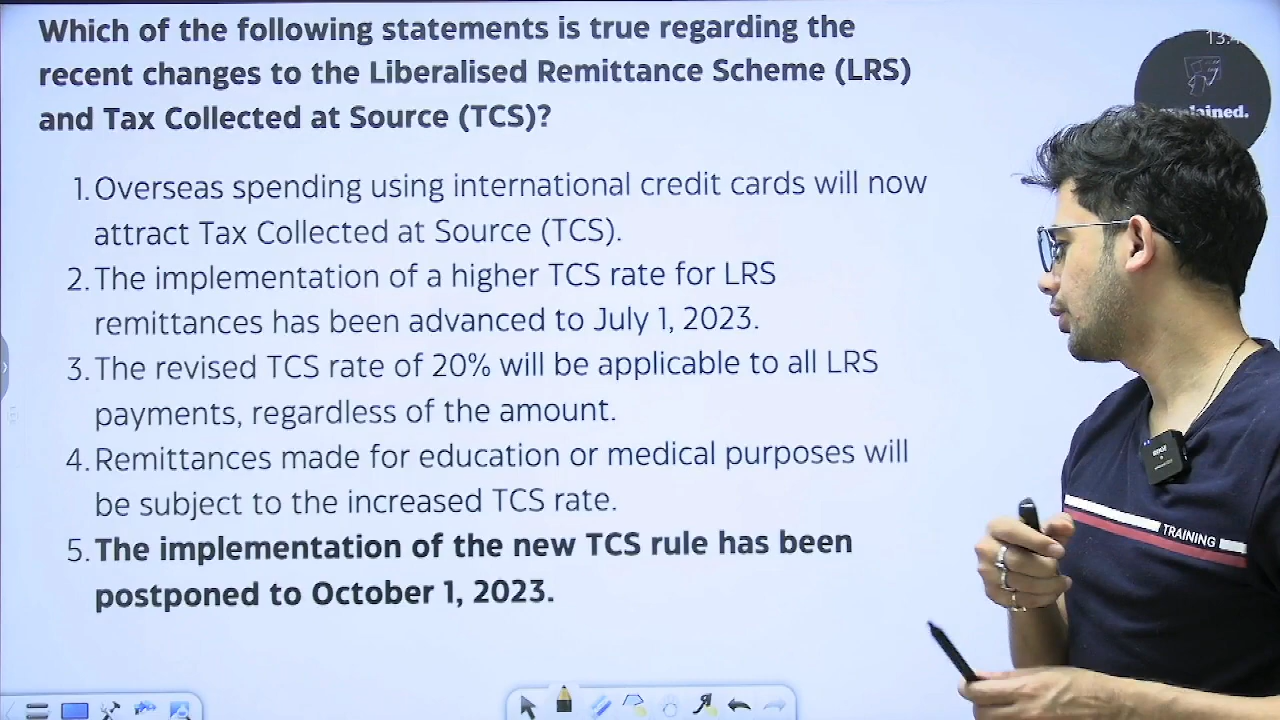 Which of the following statements is true regarding the
recent changes to the Liberalised Remittance Scheme (LRS)
and Tax Collected at Source (TCS)?
1. Overseas spending using international credit cards will now
attract Tax Collected at Source (TCS).
2. The implementation of a higher TCS rate for LRS
remittances has been advanced to July 1, 2023.
3. The revised TCS rate of 20% will be applicable to all LRS
payments, regardless of the amount.
4. Remittances made for education or medical purposes will
be subject to the increased TCS rate.
5. The implementation of the new TCS rule has been
postponed to October 1, 2023.
TRAINING